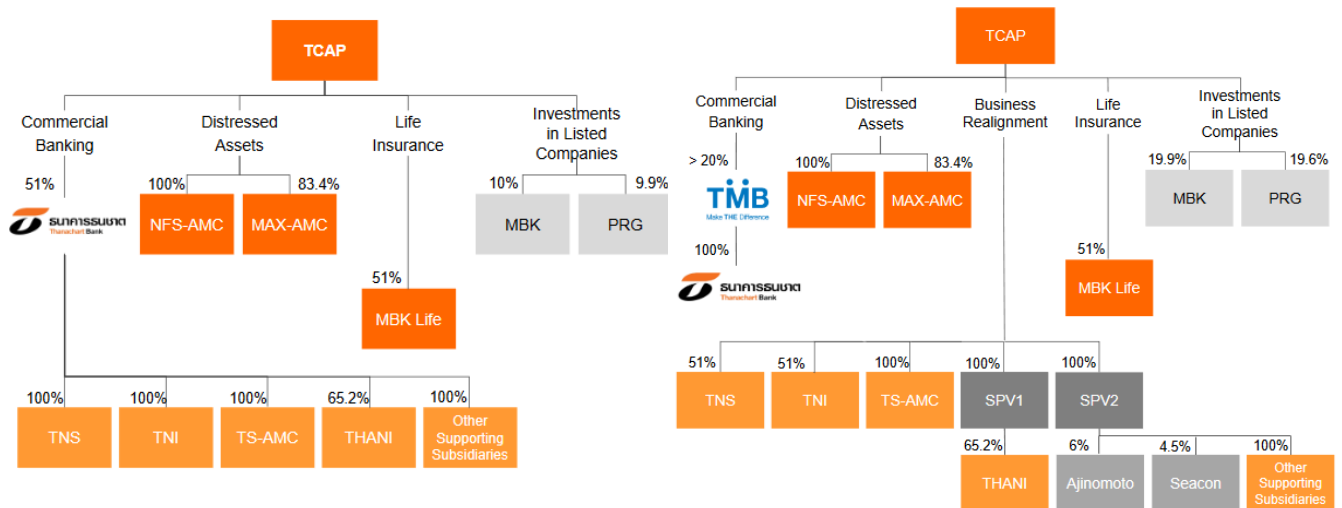 TCAP
Commercial
Banking
Distressed
Assets
Life
Insurance
Investments
in Listed
Companies
51%
100%
83.4%
10%
9.9%
ธนาคารธนชาต
Thanachart Bank
NFS-AMC
MAX-AMC
MBK
PRG
51%
MBK Life
100%
100%
100%
65.2%
100%
TNS
TNI
TS-AMC
THANI
Other
Supporting
Subsidiaries
TCAP
Commercial
Banking
Distressed
Assets
Business
Realignment
Life
Insurance
Investments
in Listed
Companies
> 20%
100%
83.4%
19.9%
19.6%
TMB
Make THE Difference
NFS-AMC
MAX-AMC
MBK
PRG
100%
51%
ธนาคารธนชาต
Thanachart Bank
MBK Life
51%
51%
100%
100%
100%
TNS
TNI
TS-AMC
SPV1
SPV2
65.2%
6%
4.5%
100%
THANI
Ajinomoto
Seacon
Other
Supporting
Subsidiaries